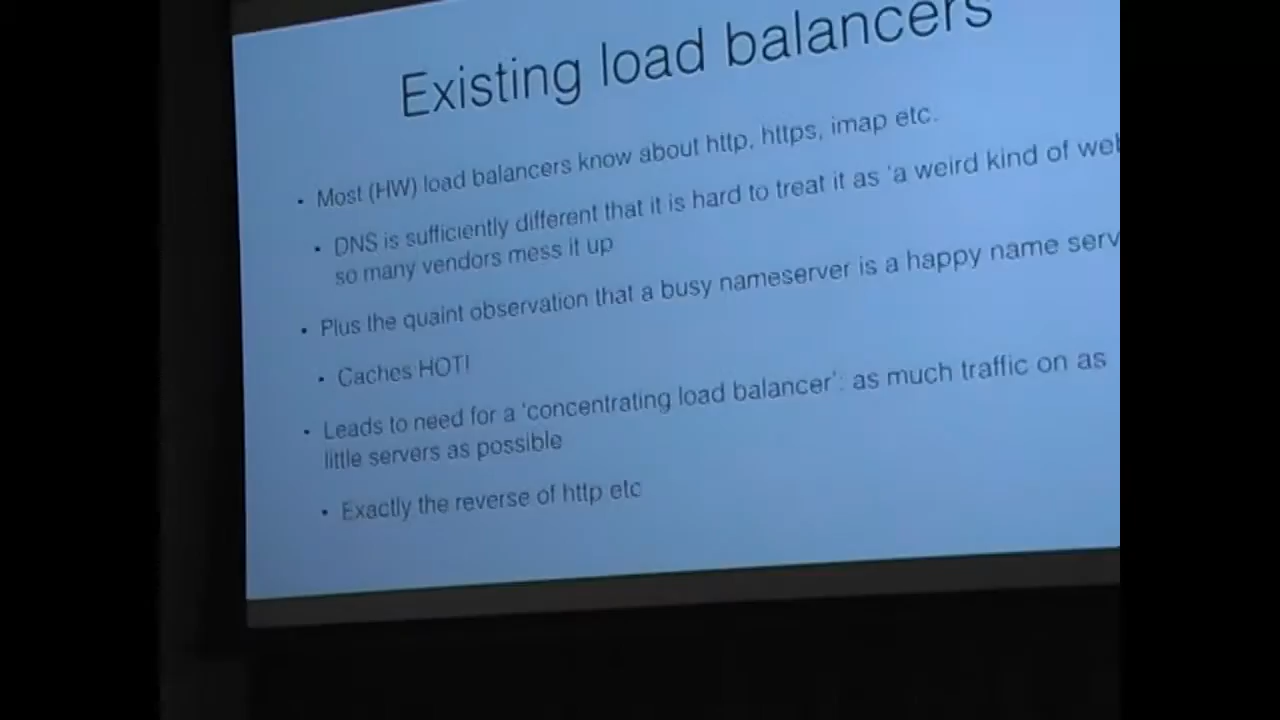 Existing load balancers
• Most (HW) load balancers know about http, https, imap etc.
• DNS is sufficiently different that it is hard to treat it as 'a weird kind of
so many vendors mess it up
• Plus the quaint observation that a busy nameserver is a happy name
• Caches HOT!
• Leads to need for a 'concentrating load balancer': as much traffic on as
little servers as possible
• Exactly the reverse of http etc